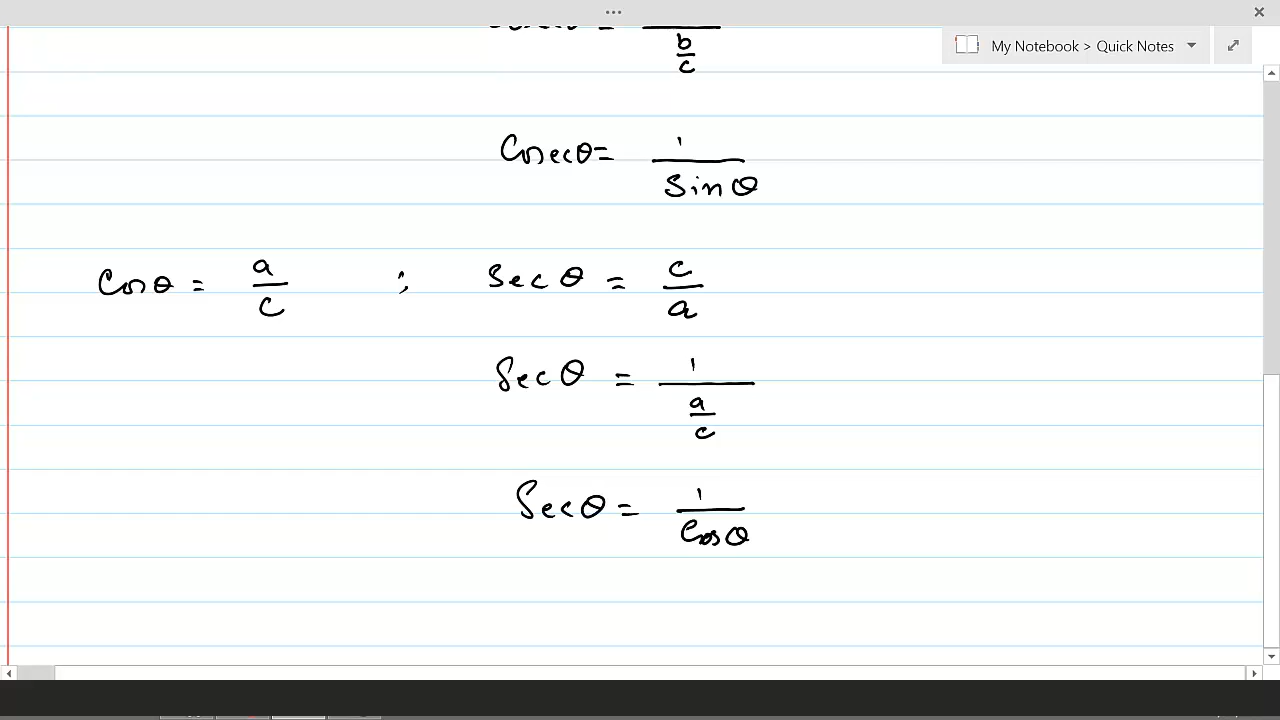 My Notebook > Quick Notes
b/c
Cosecθ = 1/Sinθ
Cosθ = a/c ; Secθ = c/a
Secθ = 1/(a/c)
Secθ = 1/Cosθ